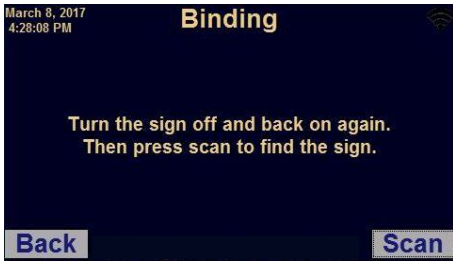 March 8, 2017
Binding
4:28:08 PM
Turn the sign off and back on again.
Then press scan to find the sign.
Back
Scan